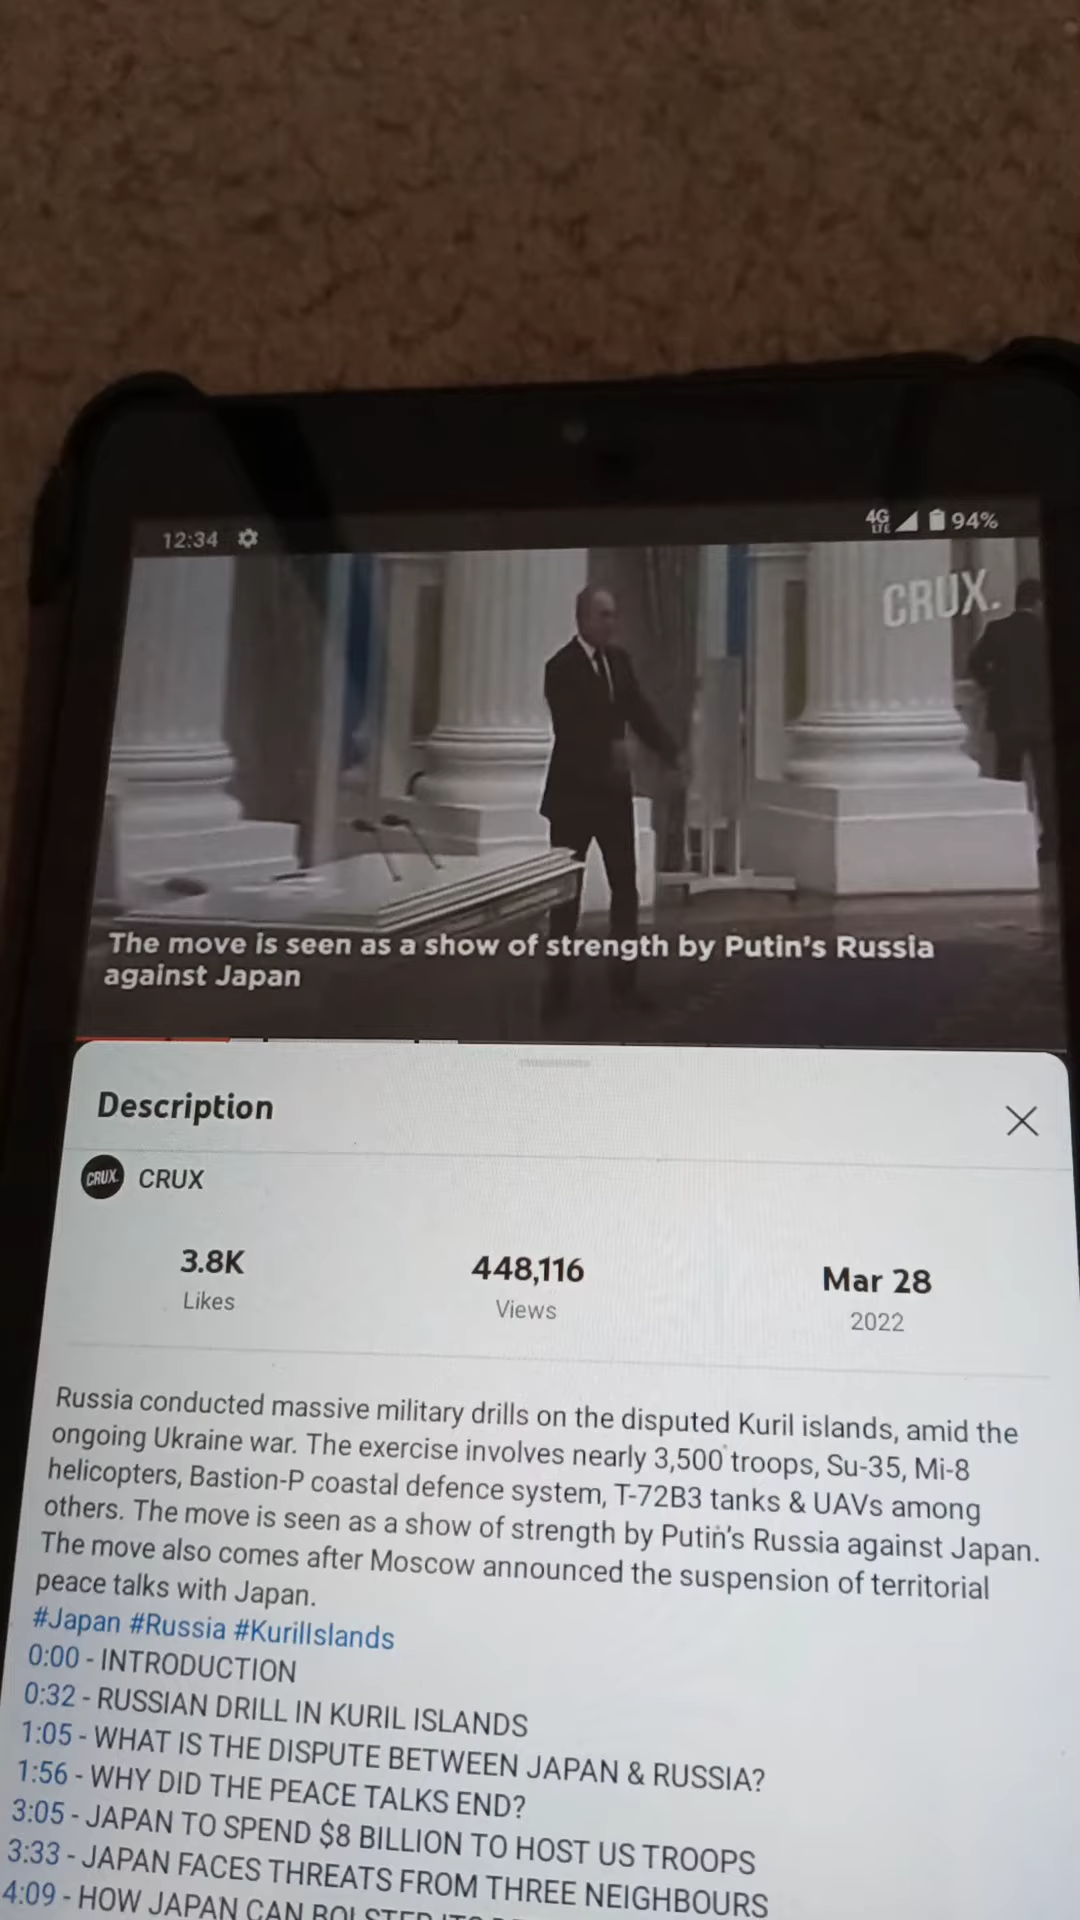 12:34
4G
LTE
94%
CRUX.
The move is seen as a show of strength by Putin's Russia
against Japan
Description
CRUX.
CRUX
3.8K
Likes
448,116
Views
Mar 28
2022
Russia conducted massive military drills on the disputed Kuril islands, amid the
ongoing Ukraine war. The exercise involves nearly 3,500 troops, Su-35, Mi-8
helicopters, Bastion-P coastal defence system, T-72B3 tanks & UAVs among
others. The move is seen as a show of strength by Putin's Russia against Japan.
The move also comes after Moscow announced the suspension of territorial
peace talks with Japan.
#Japan #Russia #KurilIslands
0:00 - INTRODUCTION
0:32 - RUSSIAN DRILL IN KURIL ISLANDS
1:05 - WHAT IS THE DISPUTE BETWEEN JAPAN & RUSSIA?
1:56 - WHY DID THE PEACE TALKS END?
3:05 - JAPAN TO SPEND $8 BILLION TO HOST US TROOPS
3:33 - JAPAN FACES THREATS FROM THREE NEIGHBOURS
4:09 - HOW JAPAN CAN BOLSTER